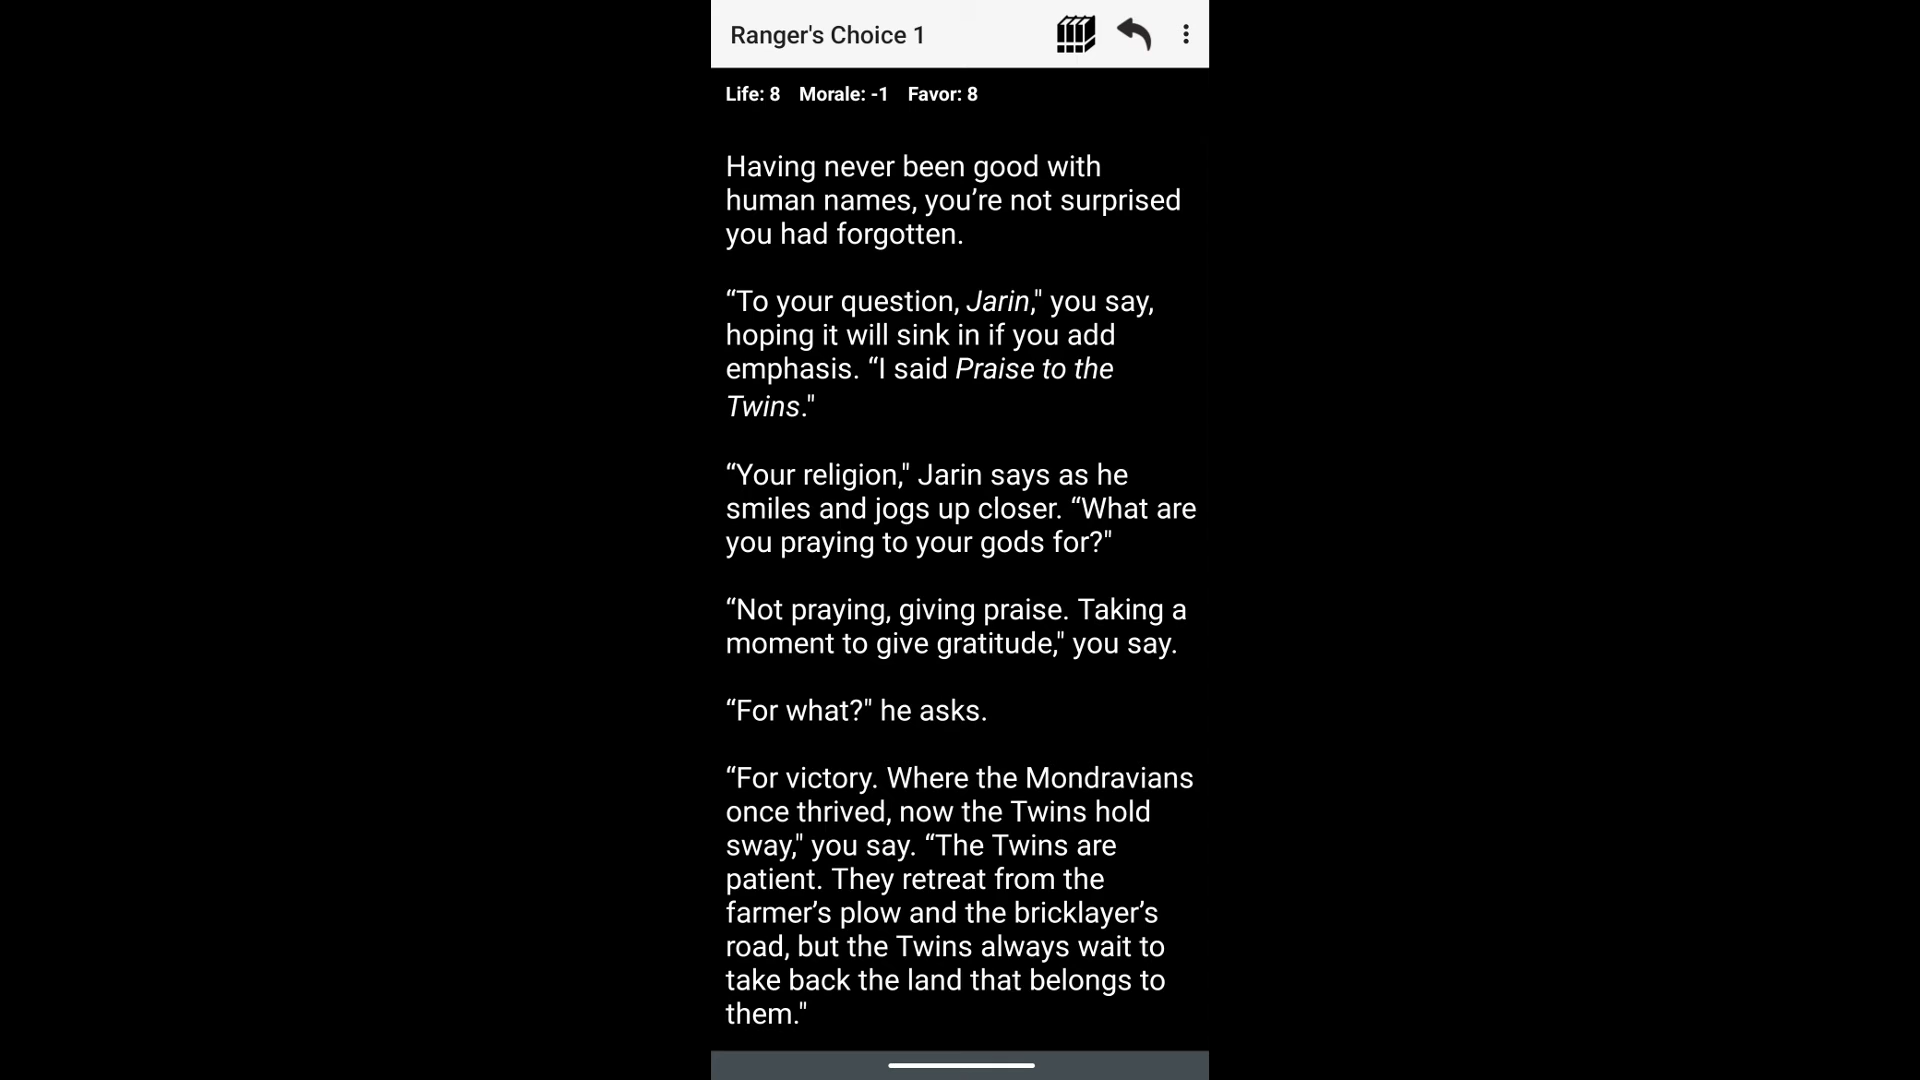 Ranger's Choice 1
Life: 8 Morale: -1 Favor: 8
Having never been good with
human names, you’re not surprised
you had forgotten.
“To your question, Jarin," you say,
hoping it will sink in if you add
emphasis. “I said Praise to the
Twins."
“Your religion," Jarin says as he
smiles and jogs up closer. “What are
you praying to your gods for?"
“Not praying, giving praise. Taking a
moment to give gratitude," you say.
“For what?" he asks.
“For victory. Where the Mondravians
once thrived, now the Twins hold
sway," you say. “The Twins are
patient. They retreat from the
farmer’s plow and the bricklayer’s
road, but the Twins always wait to
take back the land that belongs to
them."